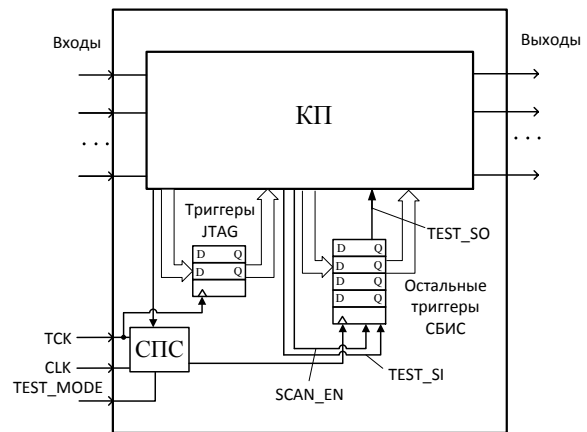 Входы
Выходы
КП
. . .
. . .
Триггеры
JTAG
D Q
D Q
TEST_SO
D Q
D Q
D Q
D Q
Остальные
триггеры
СБИС
TCK
СПС
CLK
TEST_MODE
SCAN_EN
TEST_SI